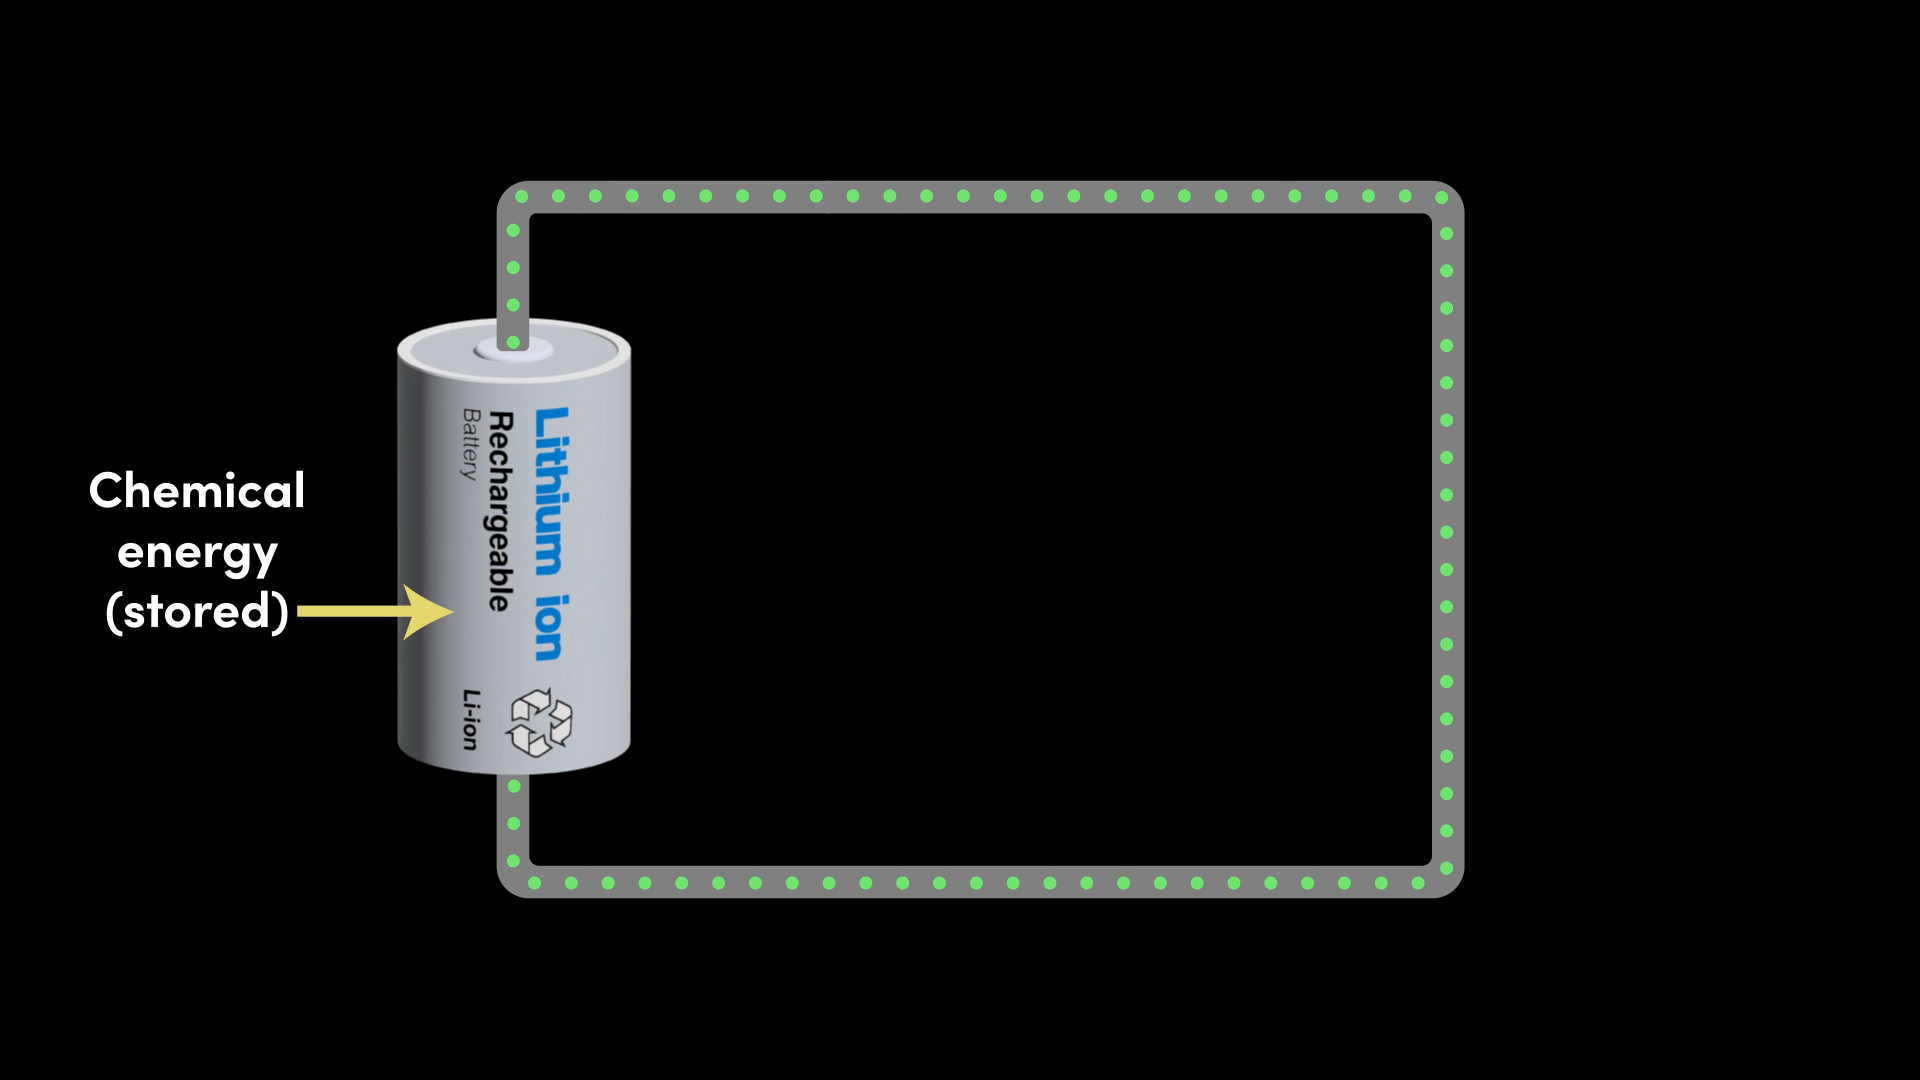 Chemical
energy
(stored)
Lithium ion
Rechargeable
Battery
Li-ion